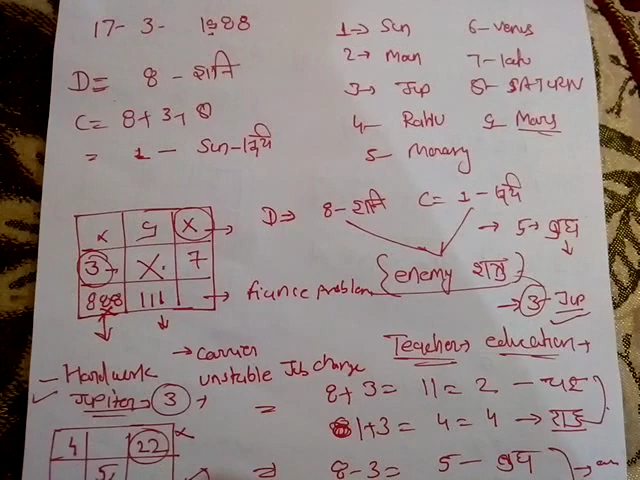 17- 3- 1988
D= 8 - शनि
C= 8+ 3+ 8
= 1 - Sun-सूर्य
1 -> Sun 6-venus
2-> Moon 7-ketu
3-> Jup 8- SATURN
4- Rahu 9- Mars
5- Mercury
x 9 X ->
3 X. 7
888 111 -> fiance problem
D=> 8-शनि C= 1 - सूर्य
-> 5-> बुध
{enemy शत्रु}
-> 3- Jup
Teacher-> education->
- Hardwork
Jupiter-> 3
-> Carrier
unstable Job change
= 8+ 3= 11= 2 - चंद्र
1+3= 4= 4 -> राहु
=> 8-3= 5- बुध ->
4 22 x
5